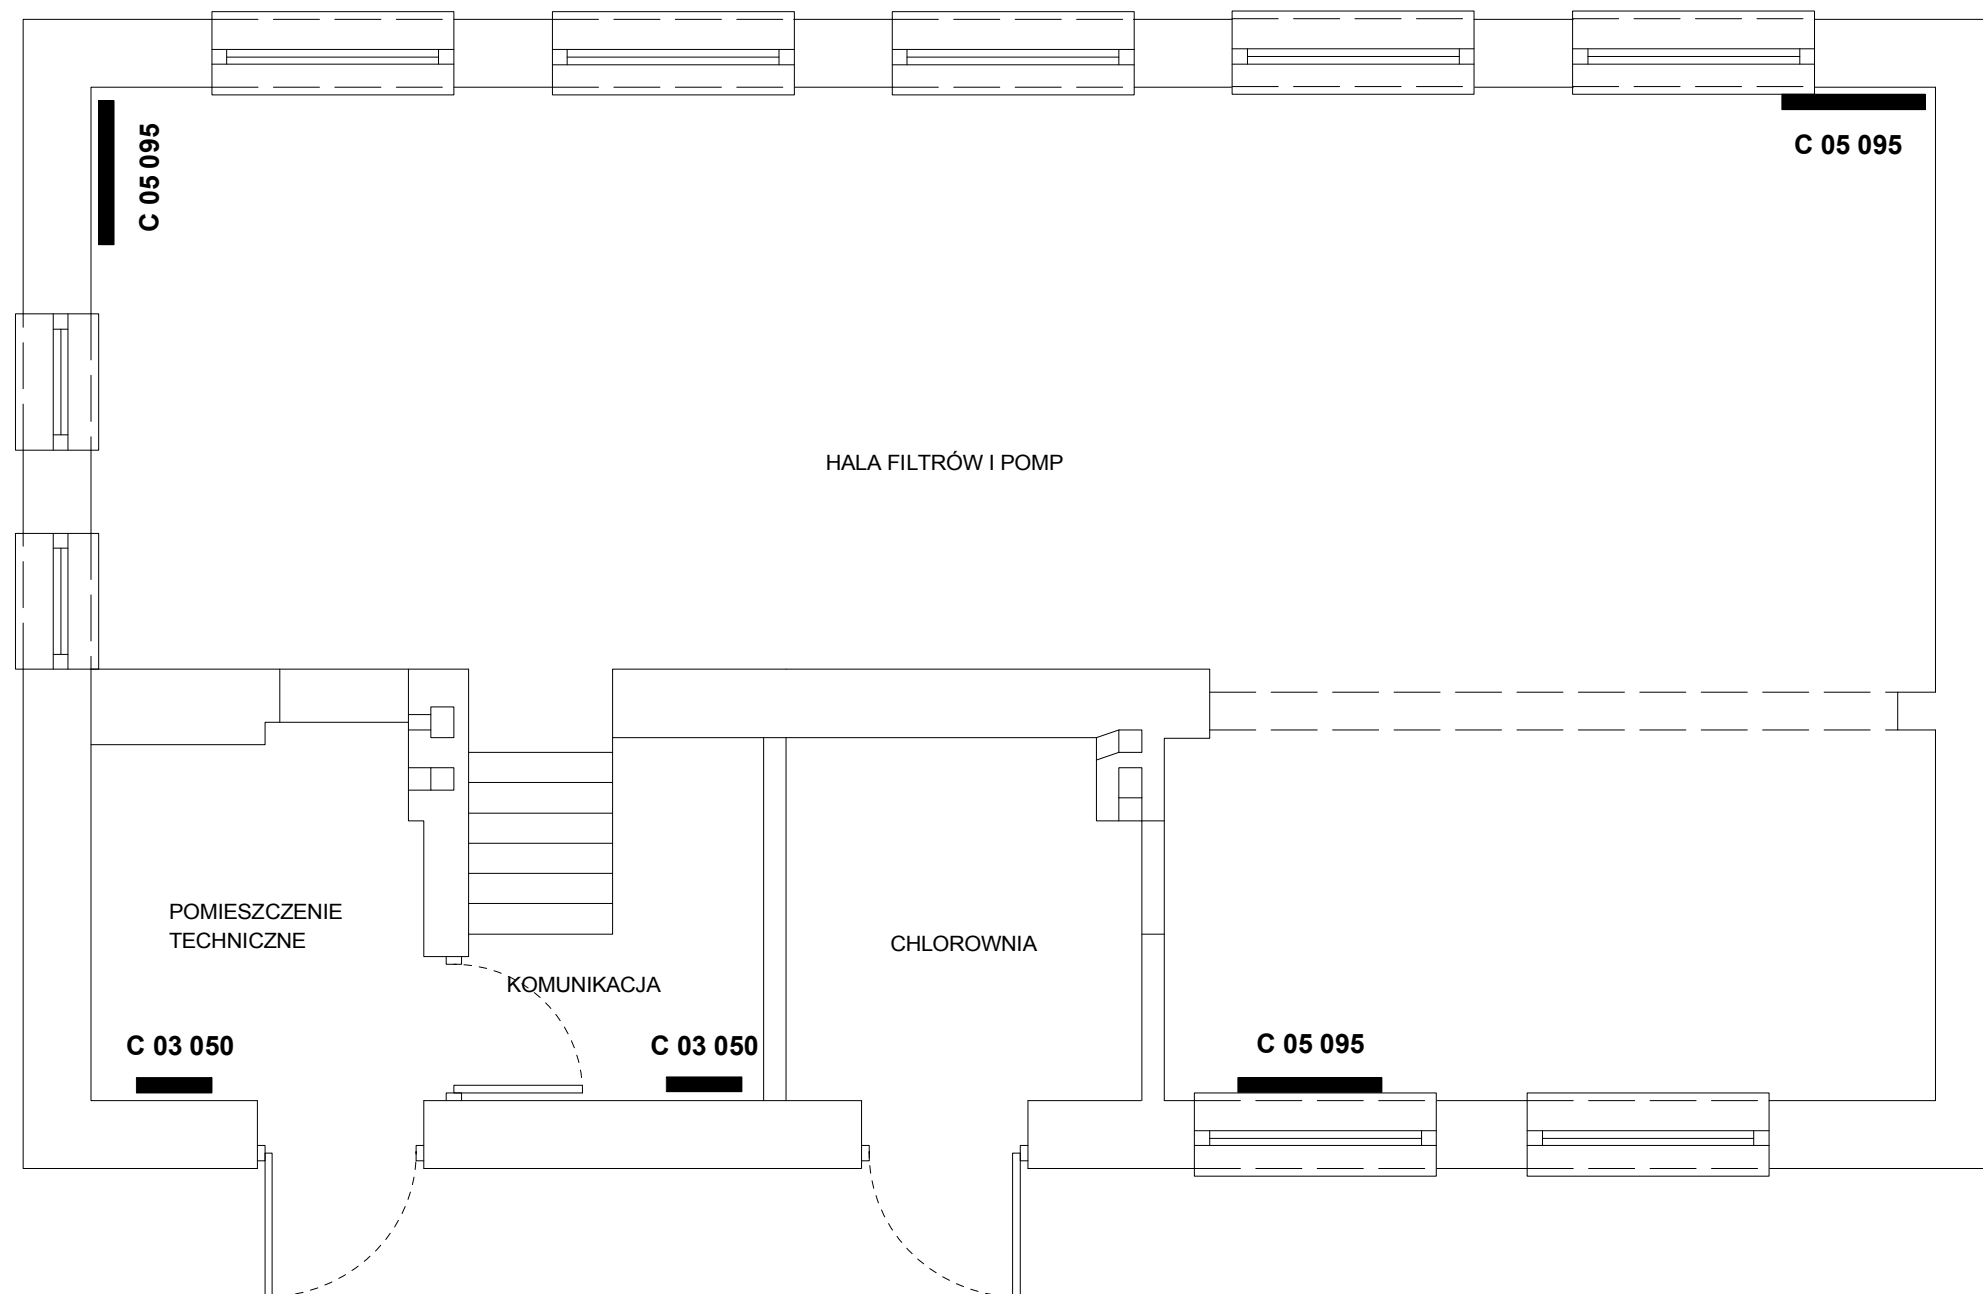 C 05 095
C 05 095
HALA FILTRÓW I POMP
POMIESZCZENIE
TECHNICZNE
CHLOROWNIA
KOMUNIKACJA
C 03 050
C 03 050
C 05 095